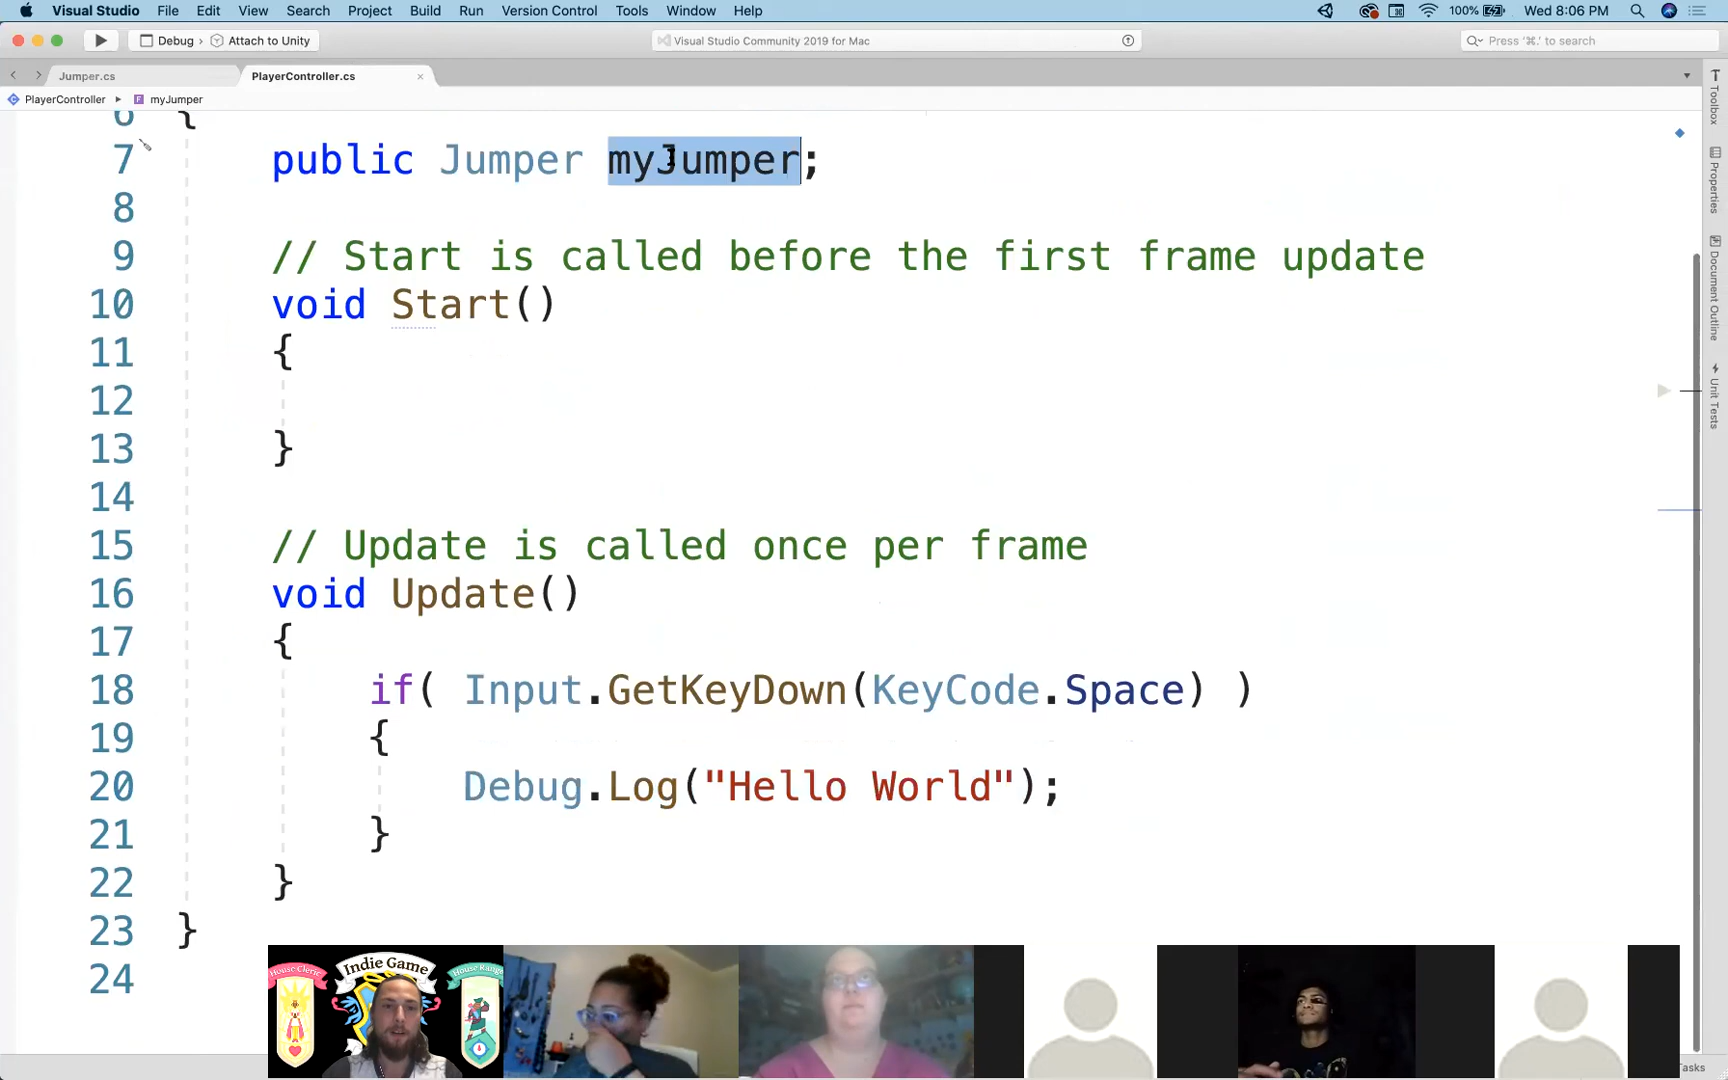 Visual Studio File Edit View Search Project Build Run Version Control Tools Window Help 100% Wed 8:06 PM
Debug › Attach to Unity Visual Studio Community 2019 for Mac Press '⌘.' to search
Jumper.cs PlayerController.cs
PlayerController ▸ myJumper
6 {
7 public Jumper myJumper;
8
9 // Start is called before the first frame update
10 void Start()
11 {
12
13 }
14
15 // Update is called once per frame
16 void Update()
17 {
18 if( Input.GetKeyDown(KeyCode.Space) )
19 {
20 Debug.Log("Hello World");
21 }
22 }
23 }
24
Toolbox
Properties
Document Outline
Unit Tests
House Cleric
Indie Game
Tasks